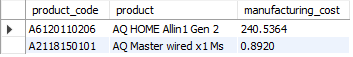 product_code product manufacturing_cost
A6120110206 AQ HOME Allin1 Gen 2 240.5364
A2118150101 AQ Master wired x1 Ms 0.8920